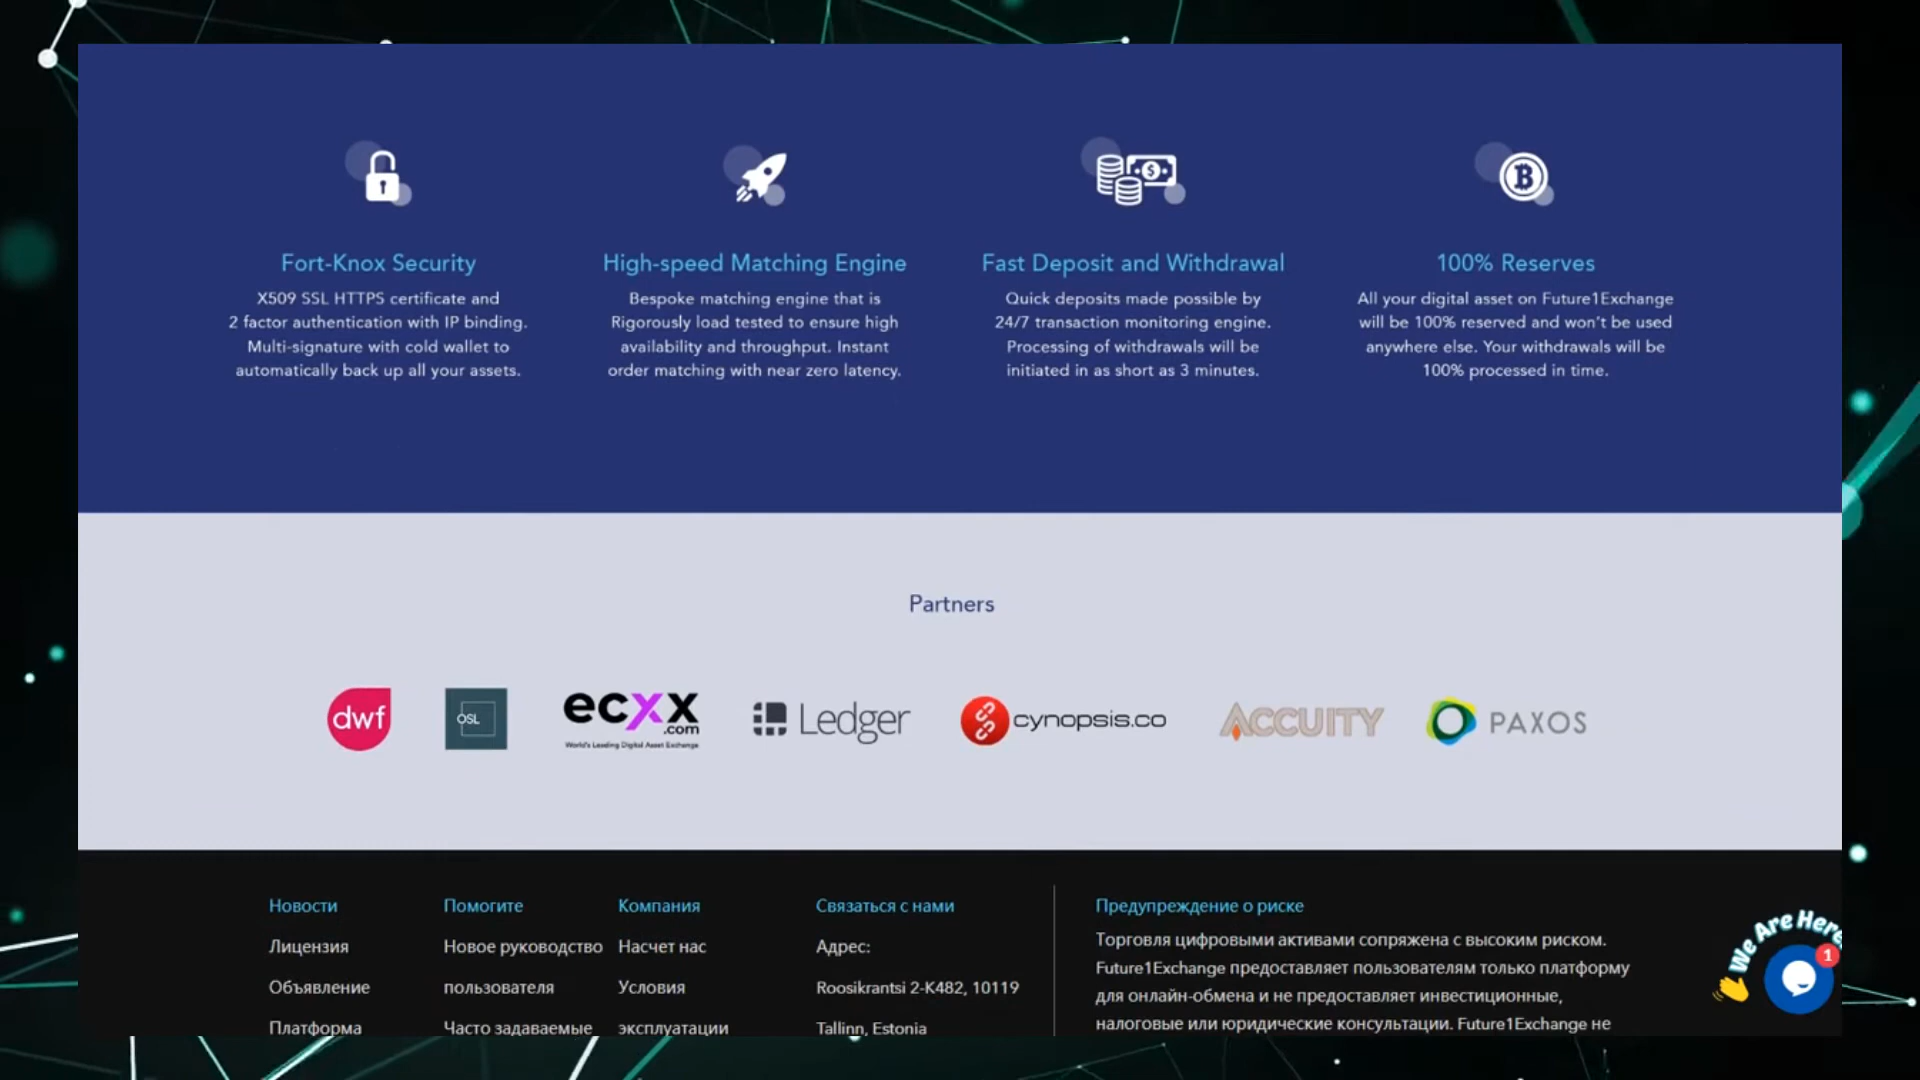 Fort-Knox Security
X509 SSL HTTPS certificate and
2 factor authentication with IP binding.
Multi-signature with cold wallet to
automatically back up all your assets.
High-speed Matching Engine
Bespoke matching engine that is
Rigorously load tested to ensure high
availability and throughput. Instant
order matching with near zero latency.
Fast Deposit and Withdrawal
Quick deposits made possible by
24/7 transaction monitoring engine.
Processing of withdrawals will be
initiated in as short as 3 minutes.
100% Reserves
All your digital asset on Future1Exchange
will be 100% reserved and won't be used
anywhere else. Your withdrawals will be
100% processed in time.
Partners
dwf
OSL
ecxx
.com
World's Leading Digital Asset Exchange
Ledger
cynopsis.co
ACCUITY
PAXOS
Новости
Лицензия
Объявление
Платформа
Помогите
Новое руководство
пользователя
Часто задаваемые
Компания
Насчет нас
Условия
эксплуатации
Связаться с нами
Адрес:
Roosikrantsi 2-K482, 10119
Tallinn, Estonia
Предупреждение о риске
Торговля цифровыми активами сопряжена с высоким риском.
Future1Exchange предоставляет пользователям только платформу
для онлайн-обмена и не предоставляет инвестиционные,
налоговые или юридические консультации. Future1Exchange не
We Are Here
1